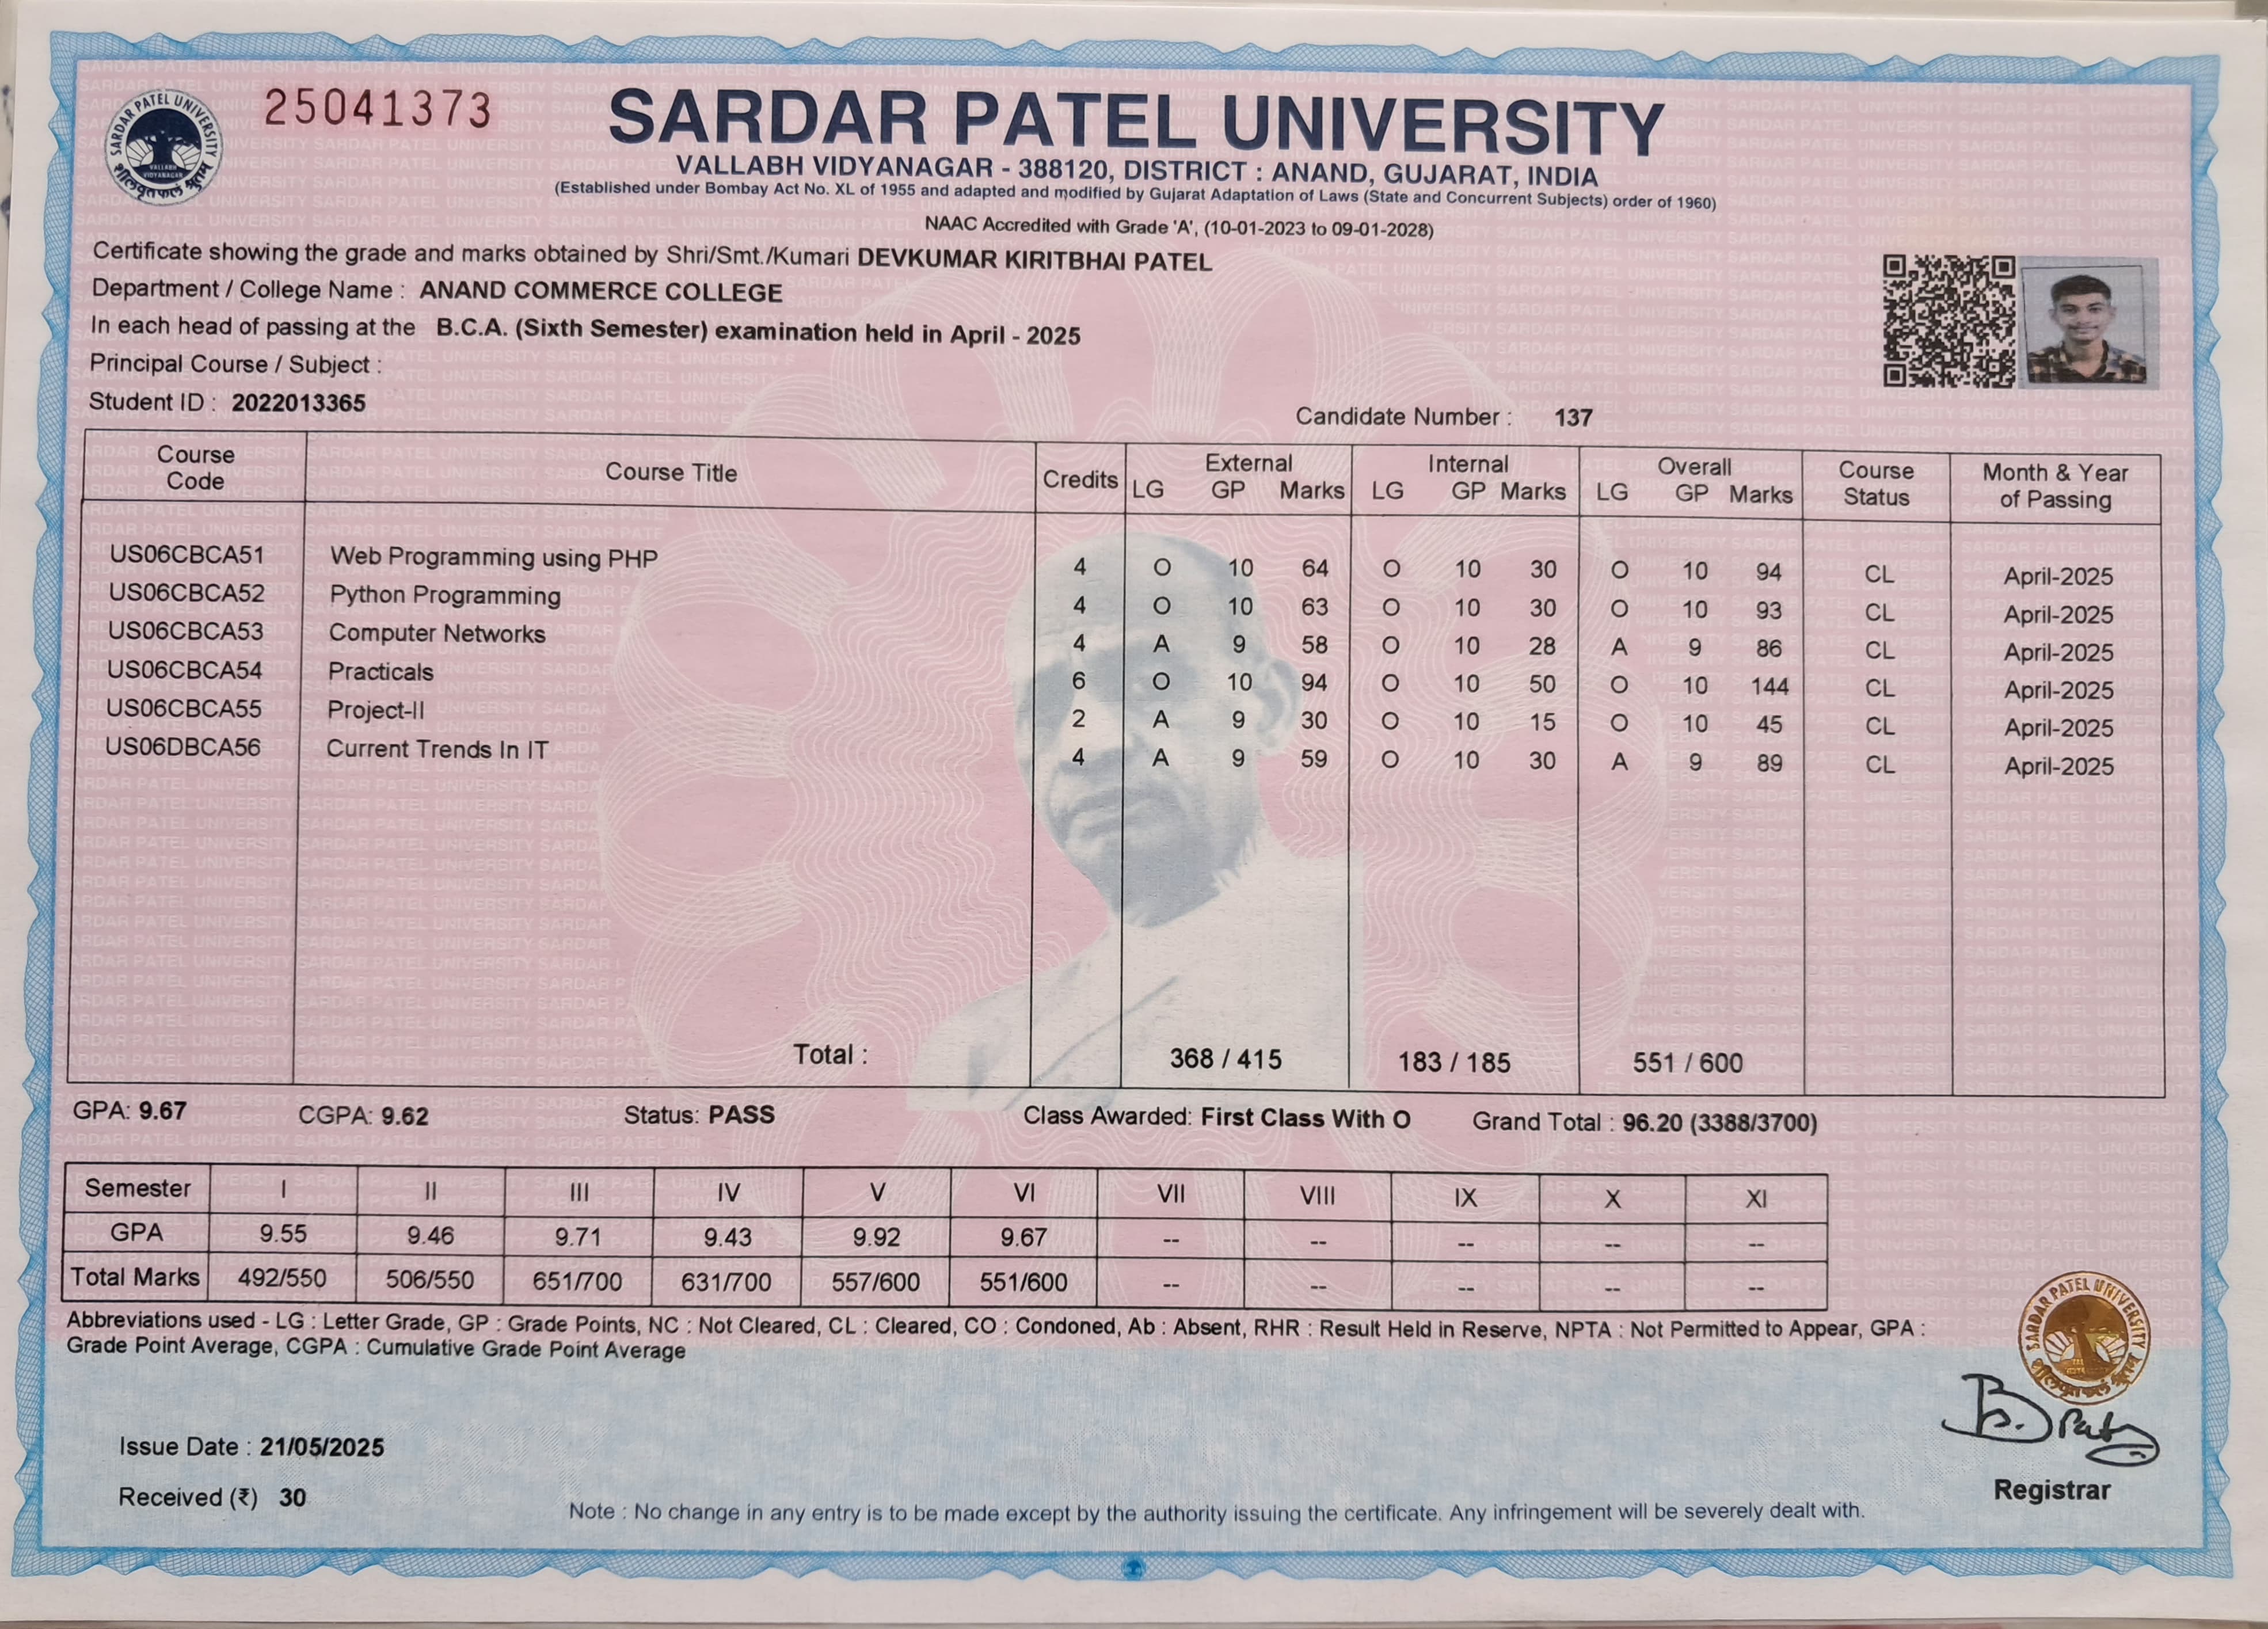 25041373
SARDAR PATEL UNIVERSITY
VALLABH VIDYANAGAR - 388120, DISTRICT : ANAND, GUJARAT, INDIA
(Established under Bombay Act No. XL of 1955 and adapted and modified by Gujarat Adaptation of Laws (State and Concurrent Subjects) order of 1960)
NAAC Accredited with Grade 'A', (10-01-2023 to 09-01-2028)
Certificate showing the grade and marks obtained by Shri/Smt./Kumari DEVKUMAR KIRITBHAI PATEL
Department / College Name : ANAND COMMERCE COLLEGE
In each head of passing at the B.C.A. (Sixth Semester) examination held in April - 2025
Principal Course / Subject :
Student ID : 2022013365 Candidate Number : 137
Course Code Course Title Credits External Internal Overall Course Status Month & Year of Passing
LG GP Marks LG GP Marks LG GP Marks
US06CBCA51 Web Programming using PHP 4 O 10 64 O 10 30 O 10 94 CL April-2025
US06CBCA52 Python Programming 4 O 10 63 O 10 30 O 10 93 CL April-2025
US06CBCA53 Computer Networks 4 A 9 58 O 10 28 A 9 86 CL April-2025
US06CBCA54 Practicals 6 O 10 94 O 10 50 O 10 144 CL April-2025
US06CBCA55 Project-II 2 A 9 30 O 10 15 O 10 45 CL April-2025
US06DBCA56 Current Trends In IT 4 A 9 59 O 10 30 A 9 89 CL April-2025
Total : 368 / 415 183 / 185 551 / 600
GPA: 9.67 CGPA: 9.62 Status: PASS Class Awarded: First Class With O Grand Total : 96.20 (3388/3700)
Semester I II III IV V VI VII VIII IX X XI
GPA 9.55 9.46 9.71 9.43 9.92 9.67 -- -- -- -- --
Total Marks 492/550 506/550 651/700 631/700 557/600 551/600 -- -- -- -- --
Abbreviations used - LG : Letter Grade, GP : Grade Points, NC : Not Cleared, CL : Cleared, CO : Condoned, Ab : Absent, RHR : Result Held in Reserve, NPTA : Not Permitted to Appear, GPA :
Grade Point Average, CGPA : Cumulative Grade Point Average
SARDAR PATEL UNIVERSITY
Issue Date : 21/05/2025
Received (₹) 30
Registrar
Note : No change in any entry is to be made except by the authority issuing the certificate. Any infringement will be severely dealt with.